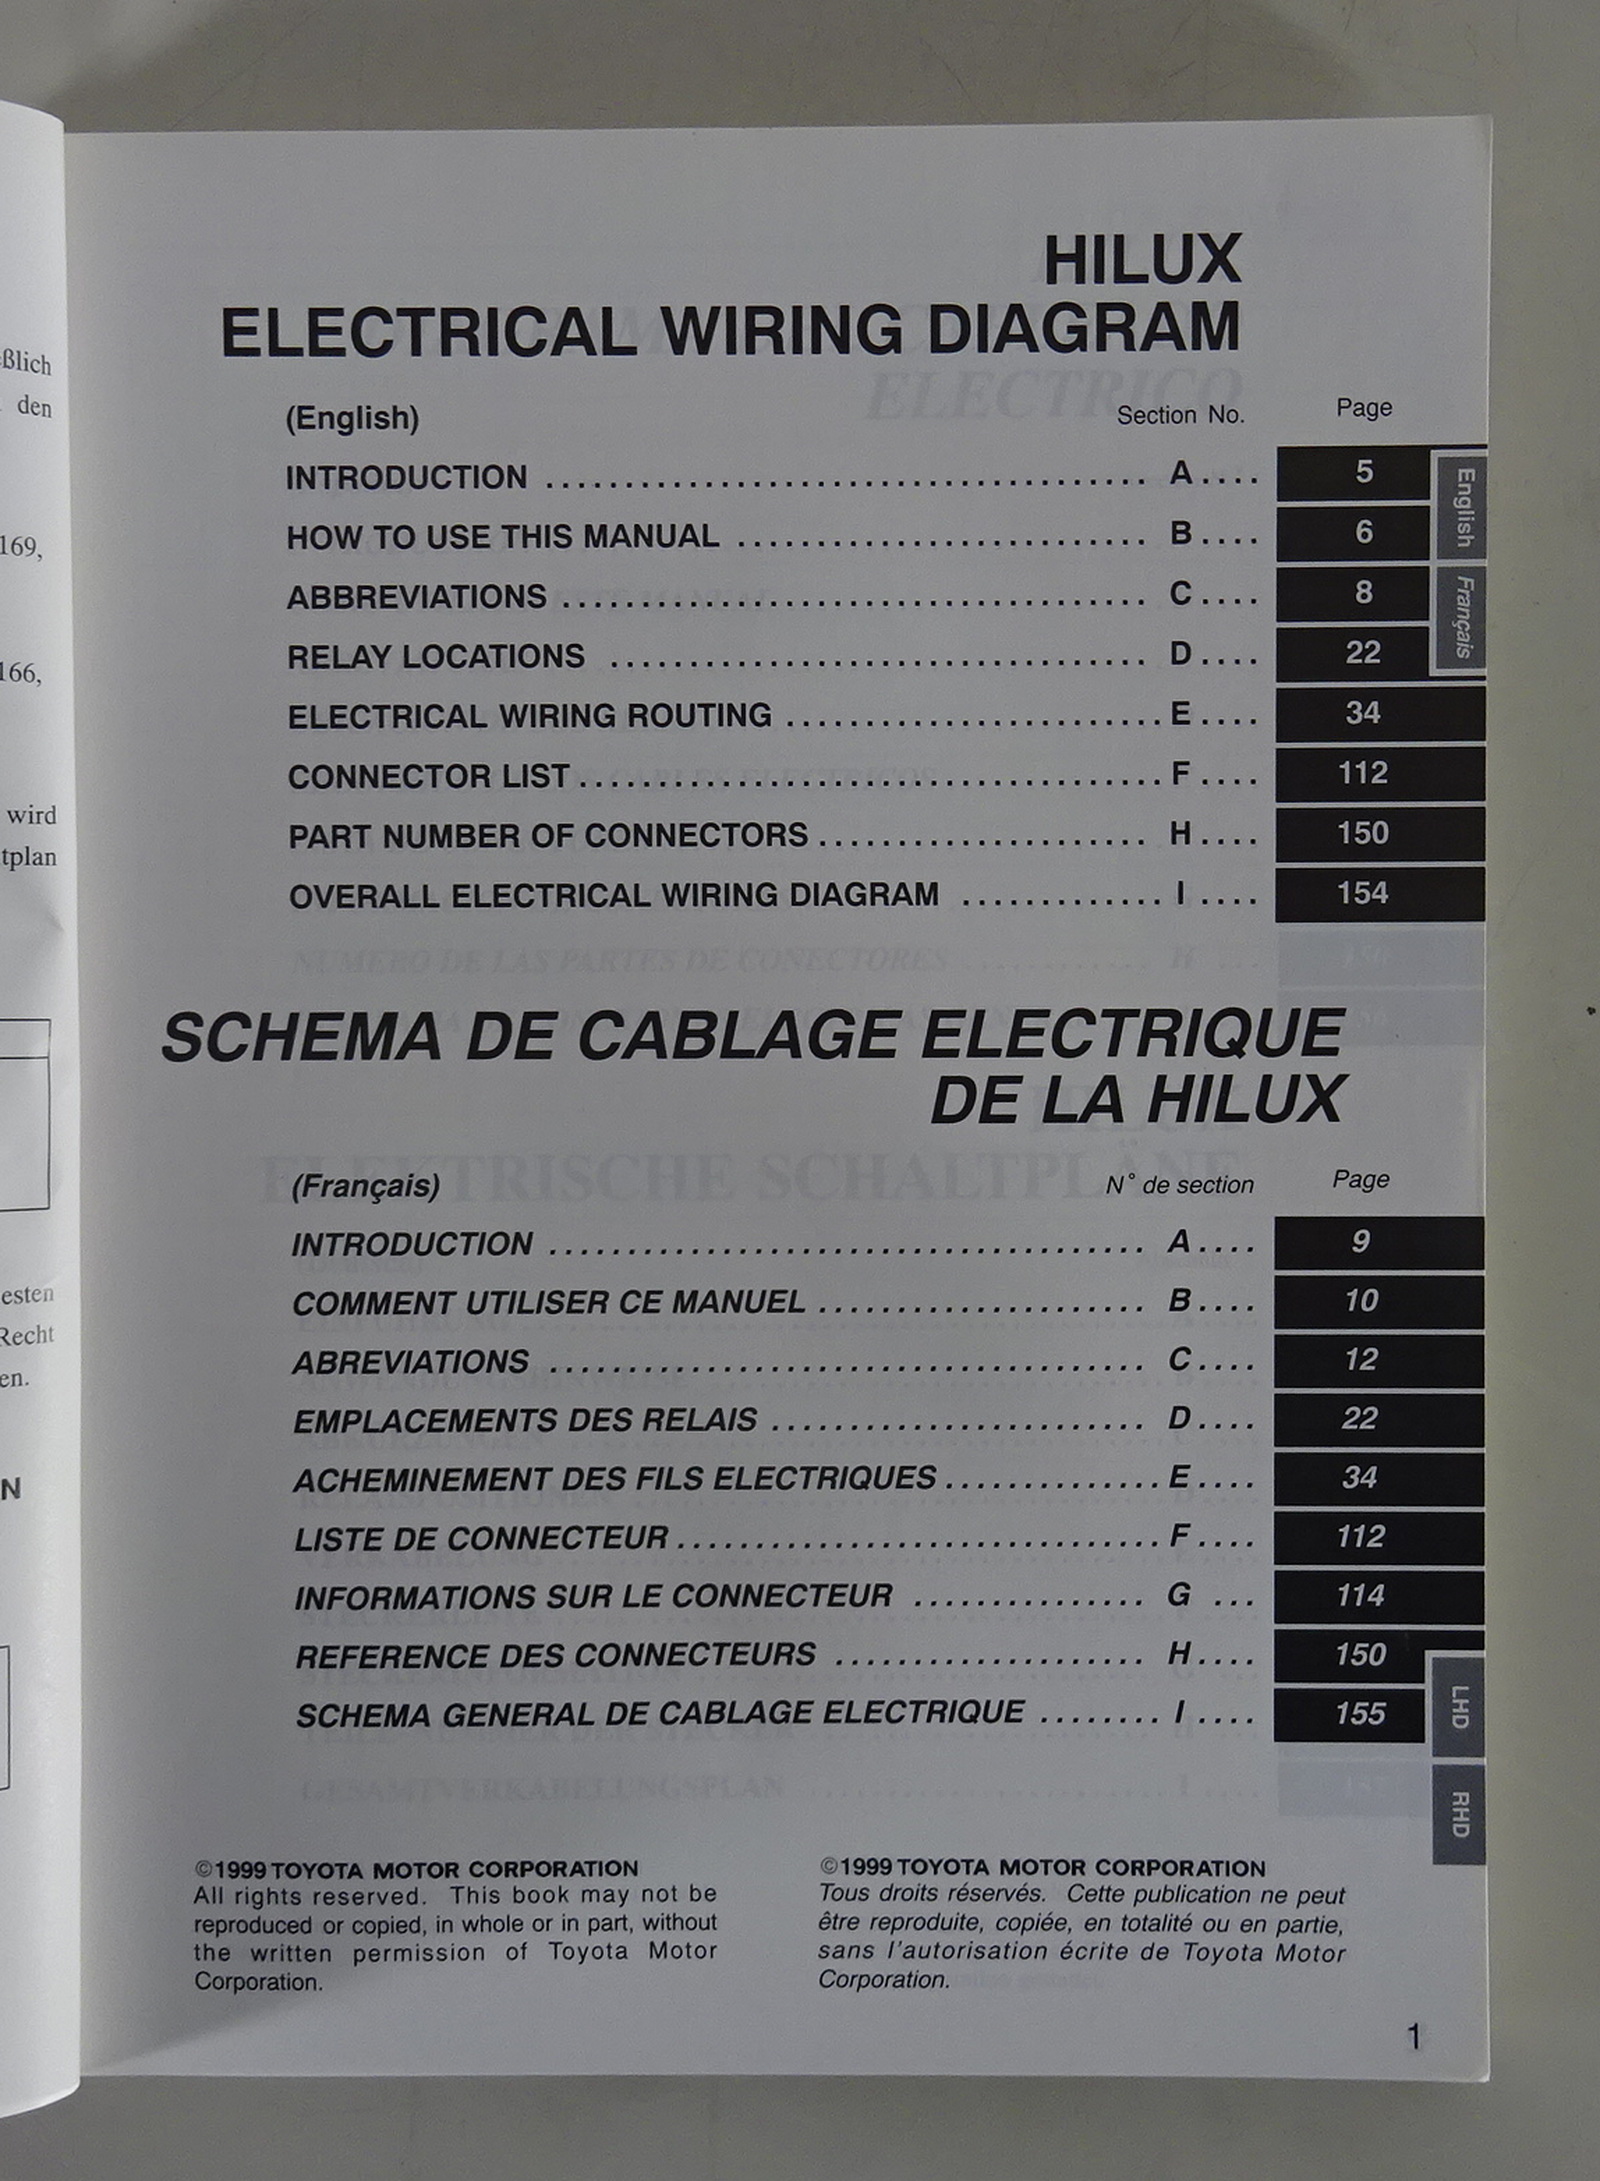 HILUX
ELECTRICAL WIRING DIAGRAM
(English) Section No. Page
INTRODUCTION ........ A .... 5
HOW TO USE THIS MANUAL ........ B .... 6
ABBREVIATIONS ........ C .... 8
RELAY LOCATIONS ........ D .... 22
ELECTRICAL WIRING ROUTING ........ E .... 34
CONNECTOR LIST ........ F .... 112
PART NUMBER OF CONNECTORS ........ H .... 150
OVERALL ELECTRICAL WIRING DIAGRAM ........ I .... 154
English
Français
SCHEMA DE CABLAGE ELECTRIQUE
DE LA HILUX
(Français) N° de section Page
INTRODUCTION ........ A .... 9
COMMENT UTILISER CE MANUEL ........ B .... 10
ABREVIATIONS ........ C .... 12
EMPLACEMENTS DES RELAIS ........ D .... 22
ACHEMINEMENT DES FILS ELECTRIQUES ........ E .... 34
LISTE DE CONNECTEUR ........ F .... 112
INFORMATIONS SUR LE CONNECTEUR ........ G ... 114
REFERENCE DES CONNECTEURS ........ H .... 150
SCHEMA GENERAL DE CABLAGE ELECTRIQUE ........ I .... 155
LHD
RHD
©1999 TOYOTA MOTOR CORPORATION
All rights reserved. This book may not be
reproduced or copied, in whole or in part, without
the written permission of Toyota Motor
Corporation.
©1999 TOYOTA MOTOR CORPORATION
Tous droits réservés. Cette publication ne peut
être reproduite, copiée, en totalité ou en partie,
sans l'autorisation écrite de Toyota Motor
Corporation.
1
den
169,
166,
wird
Recht